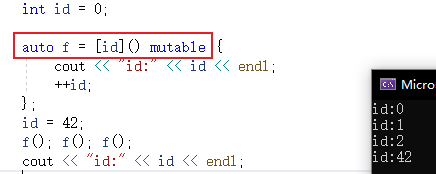 int id = 0;
auto f = [id]() mutable {
cout << "id:" << id << endl;
++id;
};
id = 42;
f(); f(); f();
cout << "id:" << id << endl;
Micros
id:0
id:1
id:2
id:42